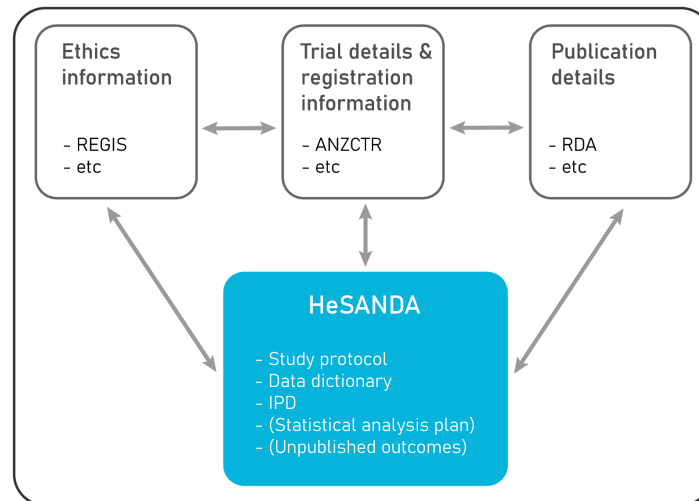 Ethics
information
- REGIS
- etc
Trial details &
registration
information
- ANZCTR
- etc
Publication
details
- RDA
- etc
HeSANDA
- Study protocol
- Data dictionary
- IPD
- (Statistical analysis plan)
- (Unpublished outcomes)